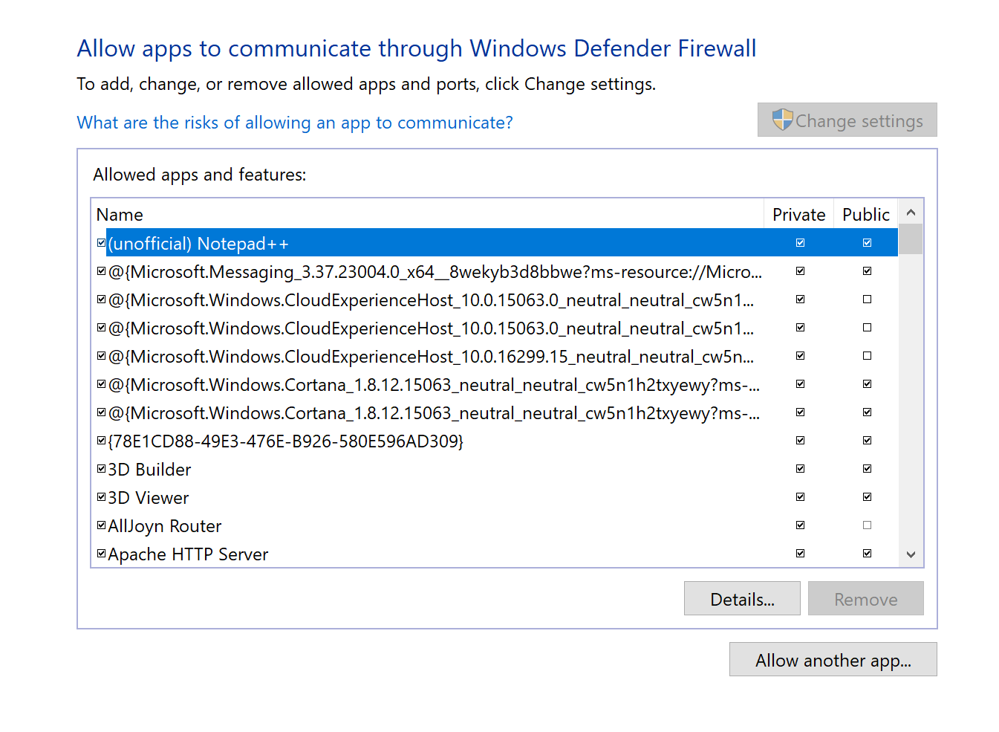 Allow apps to communicate through Windows Defender Firewall
To add, change, or remove allowed apps and ports, click Change settings.
What are the risks of allowing an app to communicate?
Change settings
Allowed apps and features:
Name Private Public
(unofficial) Notepad++
@{Microsoft.Messaging_3.37.23004.0_x64__8wekyb3d8bbwe?ms-resource://Micro...
@{Microsoft.Windows.CloudExperienceHost_10.0.15063.0_neutral_neutral_cw5n1...
@{Microsoft.Windows.CloudExperienceHost_10.0.15063.0_neutral_neutral_cw5n1...
@{Microsoft.Windows.CloudExperienceHost_10.0.16299.15_neutral_neutral_cw5n...
@{Microsoft.Windows.Cortana_1.8.12.15063_neutral_neutral_cw5n1h2txyewy?ms-...
@{Microsoft.Windows.Cortana_1.8.12.15063_neutral_neutral_cw5n1h2txyewy?ms-...
{78E1CD88-49E3-476E-B926-580E596AD309}
3D Builder
3D Viewer
AllJoyn Router
Apache HTTP Server
Details... Remove
Allow another app...